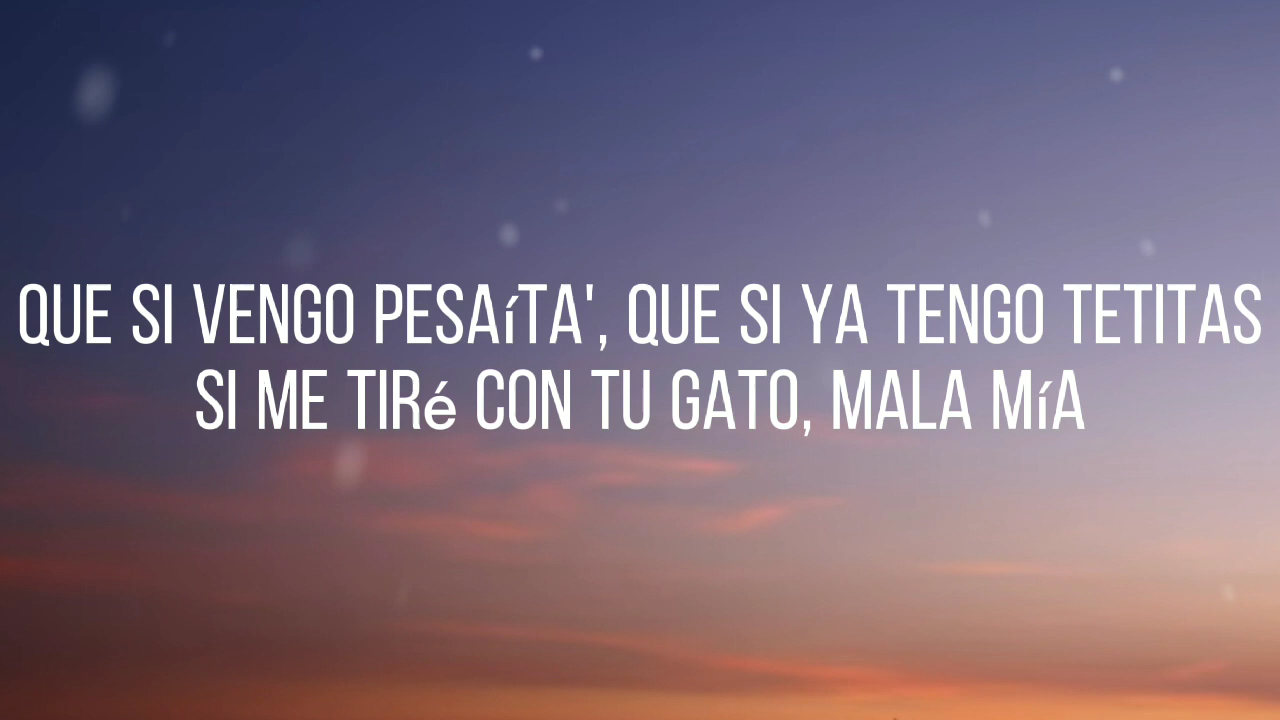 QUE SI VENGO PESAíTA', QUE SI YA TENGO TETITAS
SI ME TIRé CON TU GATO, MALA MíA